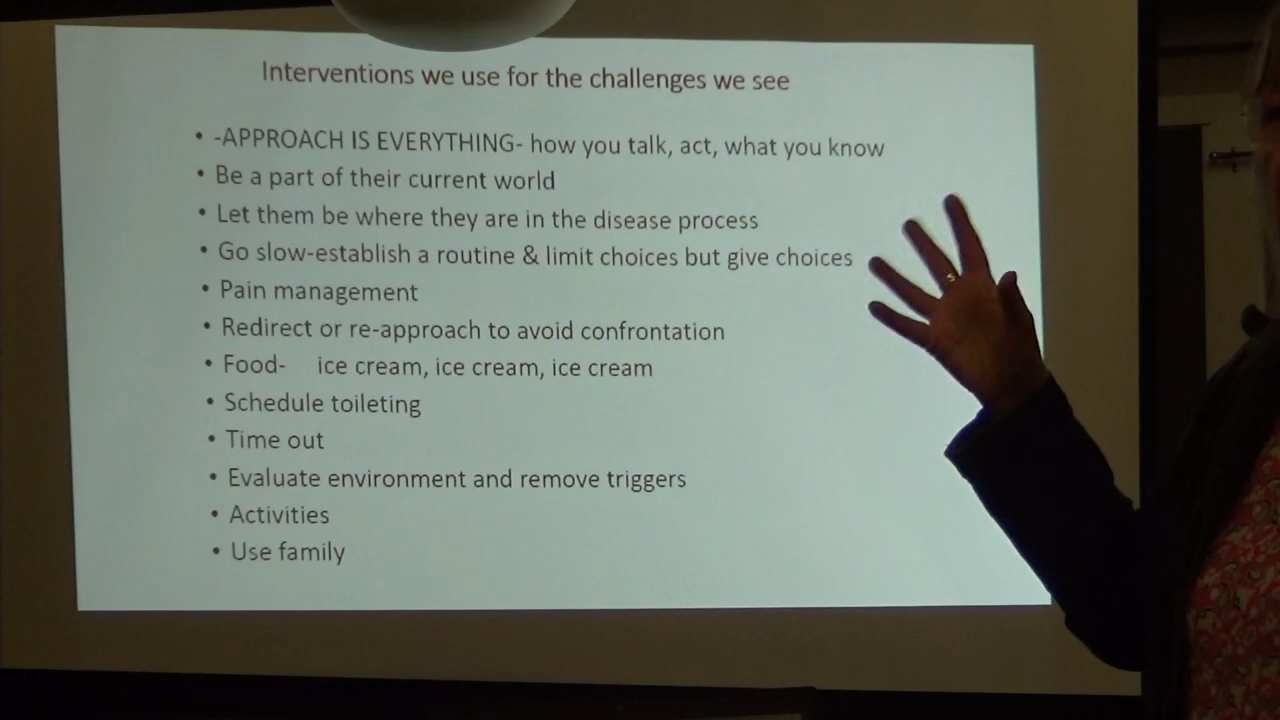 Interventions we use for the challenges we see
• -APPROACH IS EVERYTHING- how you talk, act, what you know
• Be a part of their current world
• Let them be where they are in the disease process
• Go slow-establish a routine & limit choices but give choices
• Pain management
• Redirect or re-approach to avoid confrontation
• Food- ice cream, ice cream, ice cream
• Schedule toileting
• Time out
• Evaluate environment and remove triggers
• Activities
• Use family